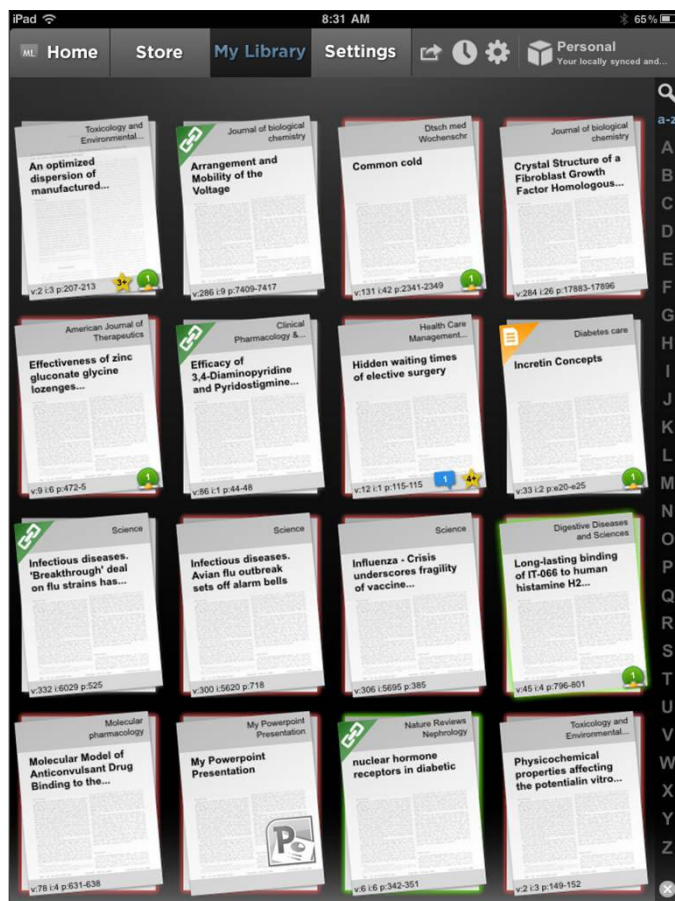 iPad 8:31 AM 65%
ML Home Store My Library Settings Personal
Your locally synced and...
a-z
A
B
C
D
E
F
G
H
I
J
K
L
M
N
O
P
Q
R
S
T
U
V
W
X
Y
Z
Toxicology and
Environmental...
An optimized
dispersion of
manufactured...
3+ 1
v:2 i:3 p:207-213
Journal of biological
chemistry
Arrangement and
Mobility of the
Voltage
v:286 i:9 p:7409-7417
Dtsch med
Wochenschr
Common cold
1
v:131 i:42 p:2341-2349
Journal of biological
chemistry
Crystal Structure of a
Fibroblast Growth
Factor Homologous...
v:284 i:26 p:17883-17896
American Journal of
Therapeutics
Effectiveness of zinc
gluconate glycine
lozenges...
1
v:9 i:6 p:472-5
Clinical
Pharmacology &...
Efficacy of
3,4-Diaminopyridine
and Pyridostigmine...
v:86 i:1 p:44-48
Health Care
Management...
Hidden waiting times
of elective surgery
1 4+
v:12 i:1 p:115-115
Diabetes care
Incretin Concepts
1
v:33 i:2 p:e20-e25
Science
Infectious diseases.
'Breakthrough' deal
on flu strains has...
v:332 i:6029 p:525
Science
Infectious diseases.
Avian flu outbreak
sets off alarm bells
v:300 i:5620 p:718
Science
Influenza - Crisis
underscores fragility
of vaccine...
v:306 i:5695 p:385
Digestive Diseases
and Sciences
Long-lasting binding
of IT-066 to human
histamine H2...
1
v:45 i:4 p:796-801
Molecular
pharmacology
Molecular Model of
Anticonvulsant Drug
Binding to the...
v:78 i:4 p:631-638
My Powerpoint
Presentation
My Powerpoint
Presentation
P
Nature Reviews
Nephrology
nuclear hormone
receptors in diabetic
v:6 i:6 p:342-351
Toxicology and
Environmental...
Physicochemical
properties affecting
the potentialin vitro...
v:2 i:3 p:149-152